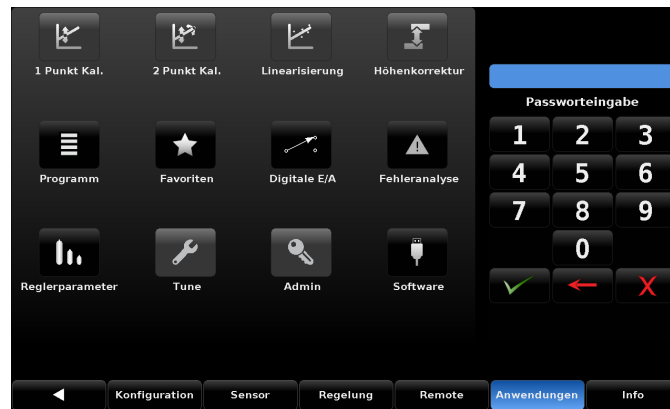 1 Punkt Kal.
2 Punkt Kal.
Linearisierung
Höhenkorrektur
Programm
Favoriten
Digitale E/A
Fehleranalyse
Reglerparameter
Tune
Admin
Software
Passworteingabe
1 2 3
4 5 6
7 8 9
0
X
Konfiguration
Sensor
Regelung
Remote
Anwendungen
Info